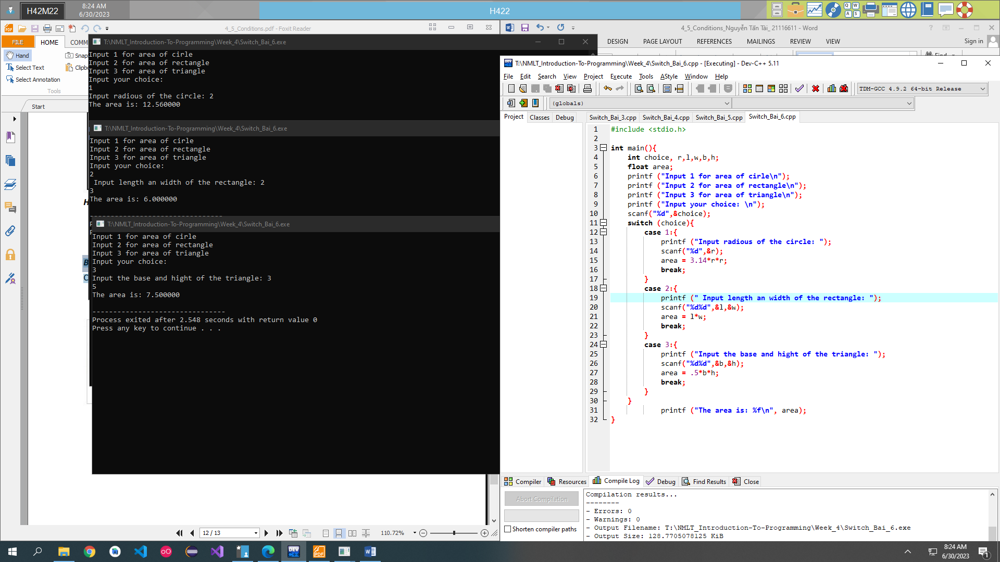 H42M22
8:24 AM
6/30/2023
H422
4_5_Conditions.pdf - Foxit Reader
FILE
HOME
COMM
Hand
Snap
Select Text
Clipb
Select Annotation
Tools
Start
4_5_Conditions_Nguyễn Tấn Tài_ 21116611 - Word
DESIGN
PAGE LAYOUT
REFERENCES
MAILINGS
REVIEW
VIEW
Sign in
Find
T:\NMLT_Introduction-To-Programming\Week_4\Switch_Bai_6.exe
Input 1 for area of cirle
Input 2 for area of rectangle
Input 3 for area of triangle
Input your choice:
1
Input radious of the circle: 2
The area is: 12.560000
T:\NMLT_Introduction-To-Programming\Week_4\Switch_Bai_6.exe
Input 1 for area of cirle
Input 2 for area of rectangle
Input 3 for area of triangle
Input your choice:
2
 Input length an width of the rectangle: 2
3
The area is: 6.000000
--------------------------------
T:\NMLT_Introduction-To-Programming\Week_4\Switch_Bai_6.exe
Input 1 for area of cirle
Input 2 for area of rectangle
Input 3 for area of triangle
Input your choice:
3
Input the base and hight of the triangle: 3
5
The area is: 7.500000
--------------------------------
Process exited after 2.548 seconds with return value 0
Press any key to continue . . .
12 / 13
110.72%
T:\NMLT_Introduction-To-Programming\Week_4\Switch_Bai_6.cpp - [Executing] - Dev-C++ 5.11
File Edit Search View Project Execute Tools AStyle Window Help
TDM-GCC 4.9.2 64-bit Release
(globals)
Project Classes Debug
Switch_Bai_3.cpp Switch_Bai_4.cpp Switch_Bai_5.cpp Switch_Bai_6.cpp
1 #include <stdio.h>
2
3 int main(){
4 int choice, r,l,w,b,h;
5 float area;
6 printf ("Input 1 for area of cirle\n");
7 printf ("Input 2 for area of rectangle\n");
8 printf ("Input 3 for area of triangle\n");
9 printf ("Input your choice: \n");
10 scanf("%d",&choice);
11 switch (choice){
12 case 1:{
13 printf ("Input radious of the circle: ");
14 scanf("%d",&r);
15 area = 3.14*r*r;
16 break;
17 }
18 case 2:{
19 printf (" Input length an width of the rectangle: ");
20 scanf("%d%d",&l,&w);
21 area = l*w;
22 break;
23 }
24 case 3:{
25 printf ("Input the base and hight of the triangle: ");
26 scanf("%d%d",&b,&h);
27 area = .5*b*h;
28 break;
29 }
30 }
31 printf ("The area is: %f\n", area);
32 }
Compiler Resources Compile Log Debug Find Results Close
Abort Compilation
Shorten compiler paths
Compilation results...
--------
- Errors: 0
- Warnings: 0
- Output Filename: T:\NMLT_Introduction-To-Programming\Week_4\Switch_Bai_6.exe
- Output Size: 128.7705078125 KiB
8:24 AM
6/30/2023
1